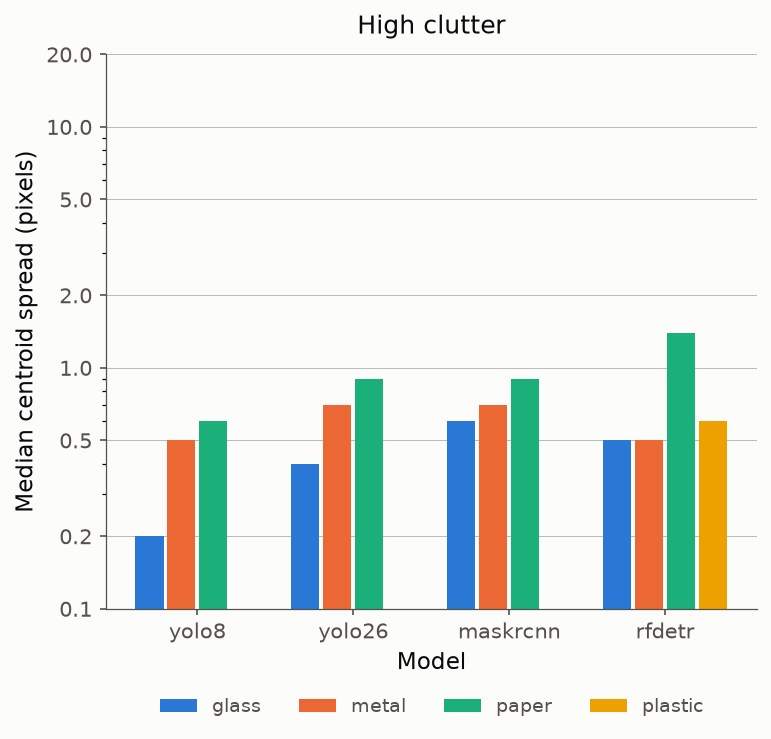 High clutter
20.0
10.0
5.0
2.0
1.0
0.5
0.2
0.1
Median centroid spread (pixels)
yolo8 yolo26 maskrcnn rfdetr
Model
glass metal paper plastic